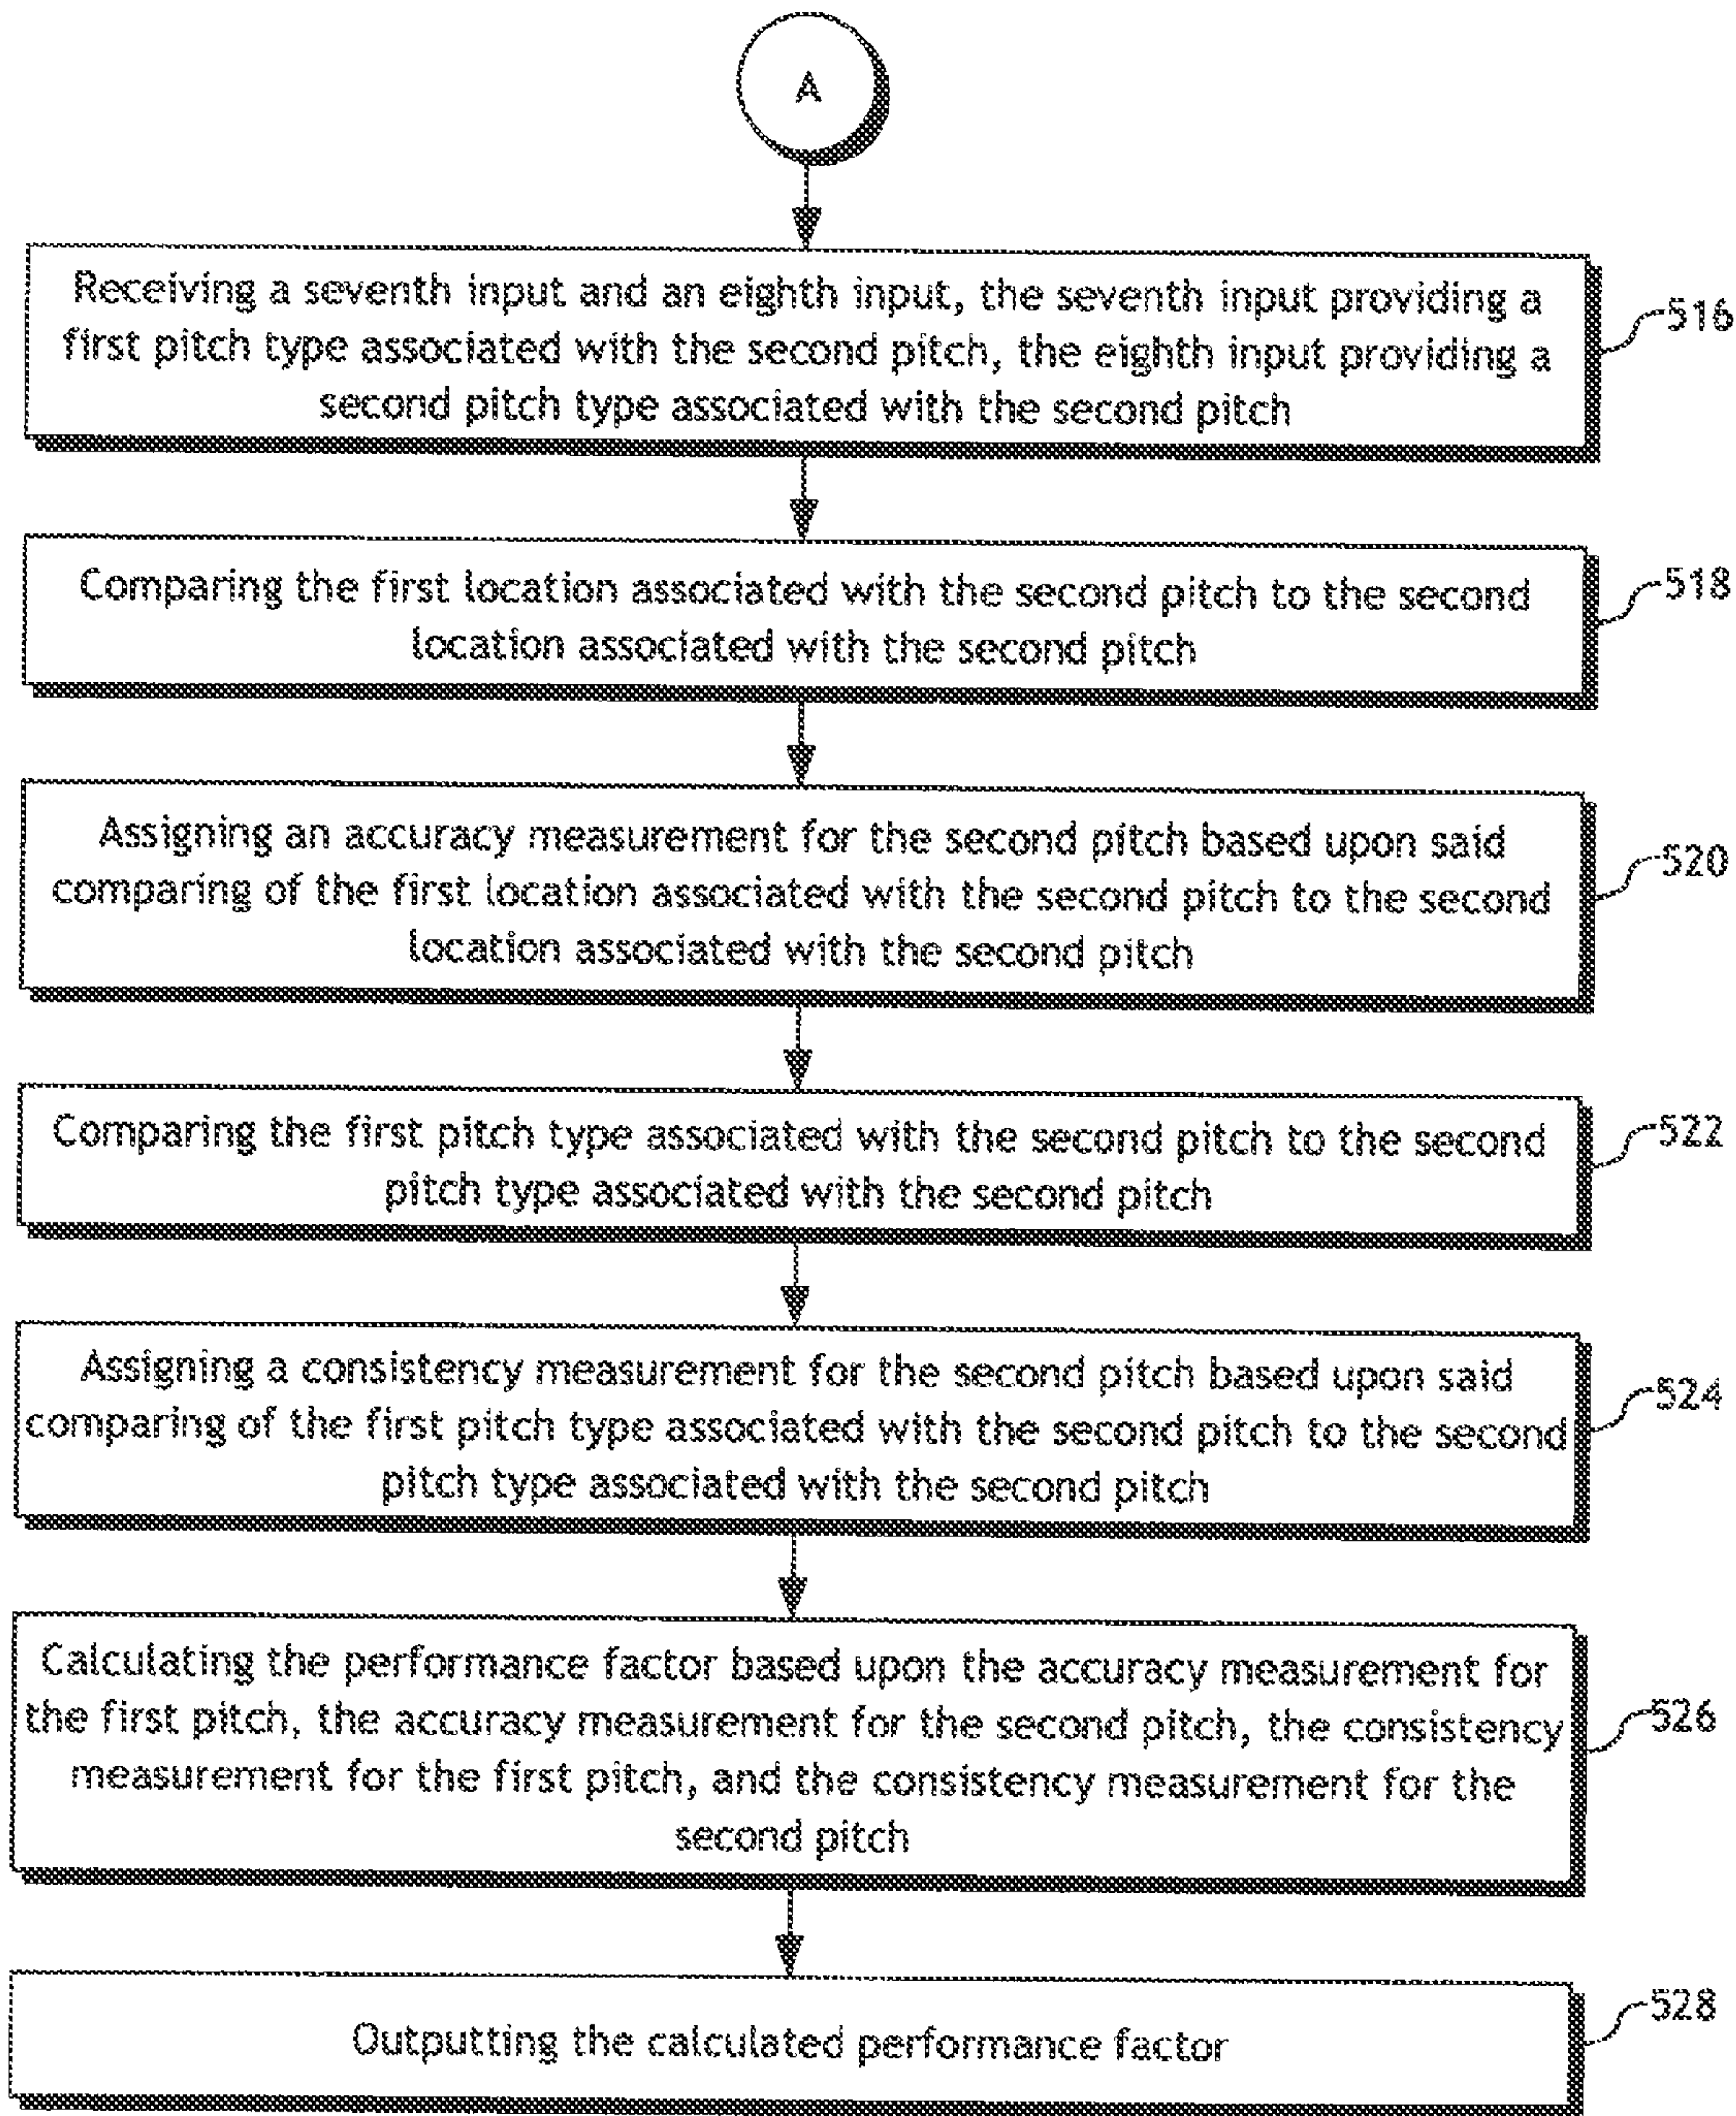 A
Receiving a seventh input and an eighth input, the seventh input providing a
first pitch type associated with the second pitch, the eighth input providing a
second pitch type associated with the second pitch
516
Comparing the first location associated with the second pitch to the second
location associated with the second pitch
518
Assigning an accuracy measurement for the second pitch based upon said
comparing of the first location associated with the second pitch to the second
location associated with the second pitch
520
Comparing the first pitch type associated with the second pitch to the second
pitch type associated with the second pitch
522
Assigning a consistency measurement for the second pitch based upon said
comparing of the first pitch type associated with the second pitch to the second
pitch type associated with the second pitch
524
Calculating the performance factor based upon the accuracy measurement for
the first pitch, the accuracy measurement for the second pitch, the consistency
measurement for the first pitch, and the consistency measurement for the
second pitch
526
Outputting the calculated performance factor
528